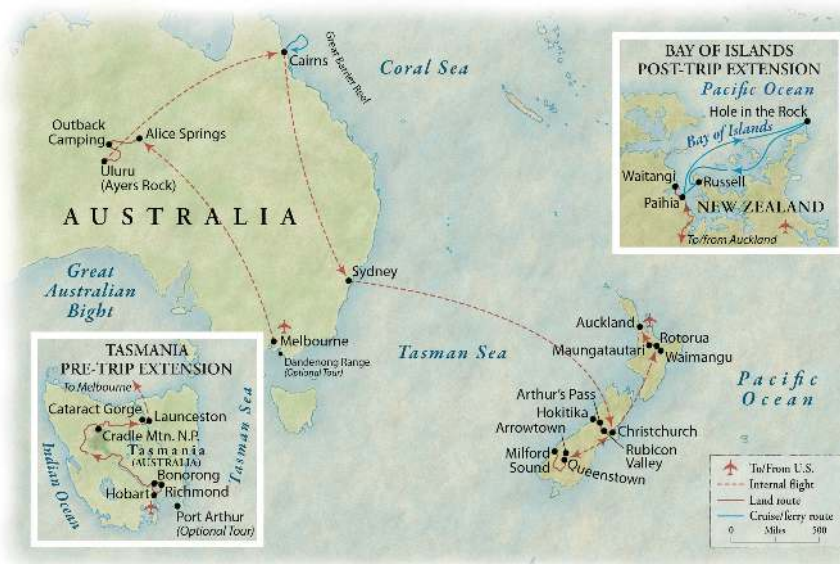 Cairns
Great Barrier Reef
Coral Sea
Outback
Camping
Alice Springs
Uluru
(Ayers Rock)
AUSTRALIA
Great
Australian
Bight
Sydney
Melbourne
Dandenong Range
(Optional Tour)
Tasman Sea
Auckland
Rotorua
Maungatautari
Waimangu
Pacific
Ocean
Arthur's Pass
Hokitika
Arrowtown
Christchurch
Rubicon
Valley
Milford
Sound
Queenstown
BAY OF ISLANDS
POST-TRIP EXTENSION
Pacific Ocean
Hole in the Rock
Bay of Islands
Waitangi
Russell
Paihia
NEW ZEALAND
To/from Auckland
TASMANIA
PRE-TRIP EXTENSION
To Melbourne
Cataract Gorge
Launceston
Cradle Mtn. N.P.
Tasmania
(AUSTRALIA)
Tasman Sea
Indian Ocean
Bonorong
Hobart
Richmond
Port Arthur
(Optional Tour)
To/From U.S.
Internal flight
Land route
Cruise/ferry route
0 Miles 500